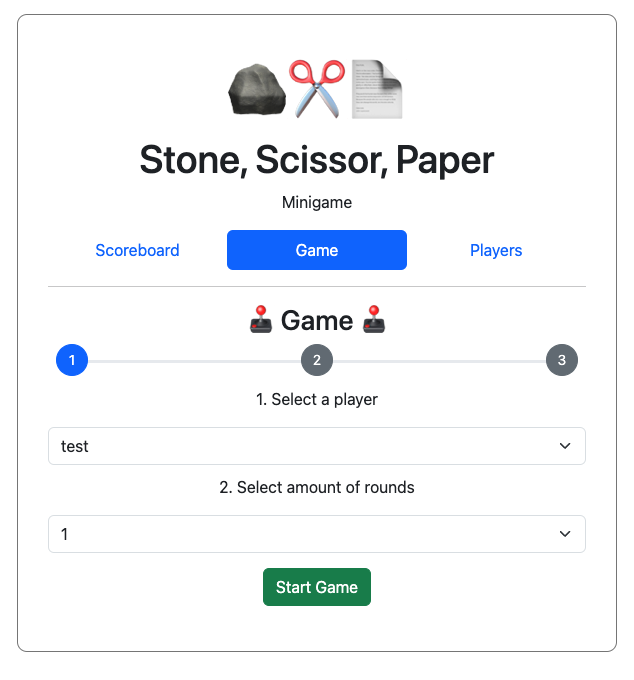 Stone, Scissor, Paper
Minigame
Scoreboard Game Players
🕹️ Game 🕹️
1 2 3
1. Select a player
test
2. Select amount of rounds
1
Start Game